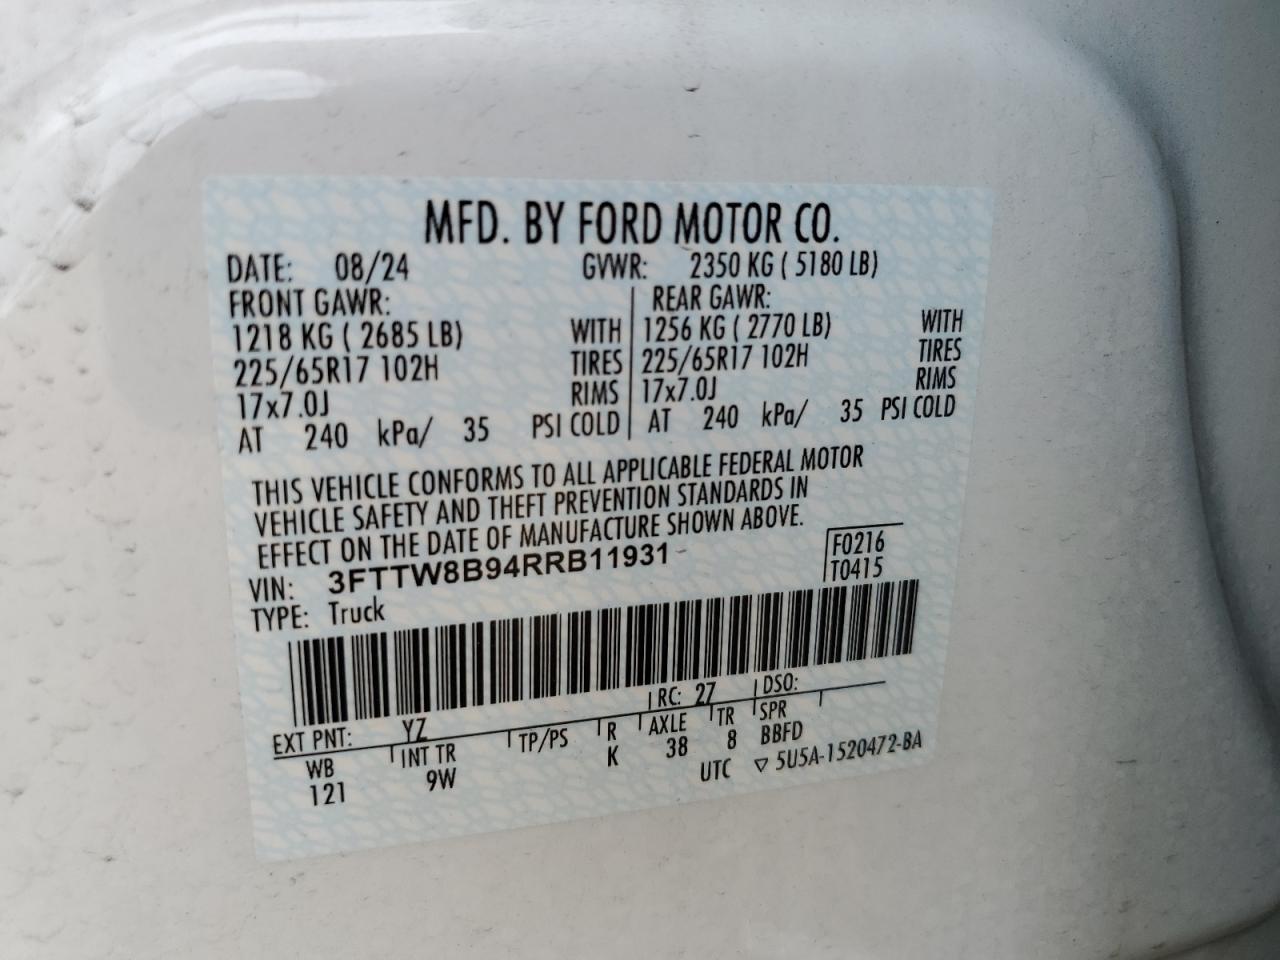 MFD. BY FORD MOTOR CO.
DATE: 08/24 GVWR: 2350 KG ( 5180 LB)
FRONT GAWR: REAR GAWR:
1218 KG ( 2685 LB) WITH 1256 KG ( 2770 LB) WITH
225/65R17 102H TIRES 225/65R17 102H TIRES
17x7.0J RIMS 17x7.0J RIMS
AT 240 kPa/ 35 PSI COLD AT 240 kPa/ 35 PSI COLD
THIS VEHICLE CONFORMS TO ALL APPLICABLE FEDERAL MOTOR
VEHICLE SAFETY AND THEFT PREVENTION STANDARDS IN
EFFECT ON THE DATE OF MANUFACTURE SHOWN ABOVE.
VIN: 3FTTW8B94RRB11931 F0216
TYPE: Truck T0415
EXT PNT: YZ RC: 27 DSO:
WB INT TR TP/PS R AXLE TR SPR
121 9W K 38 8 BBFD
UTC ▽ 5U5A-1520472-BA